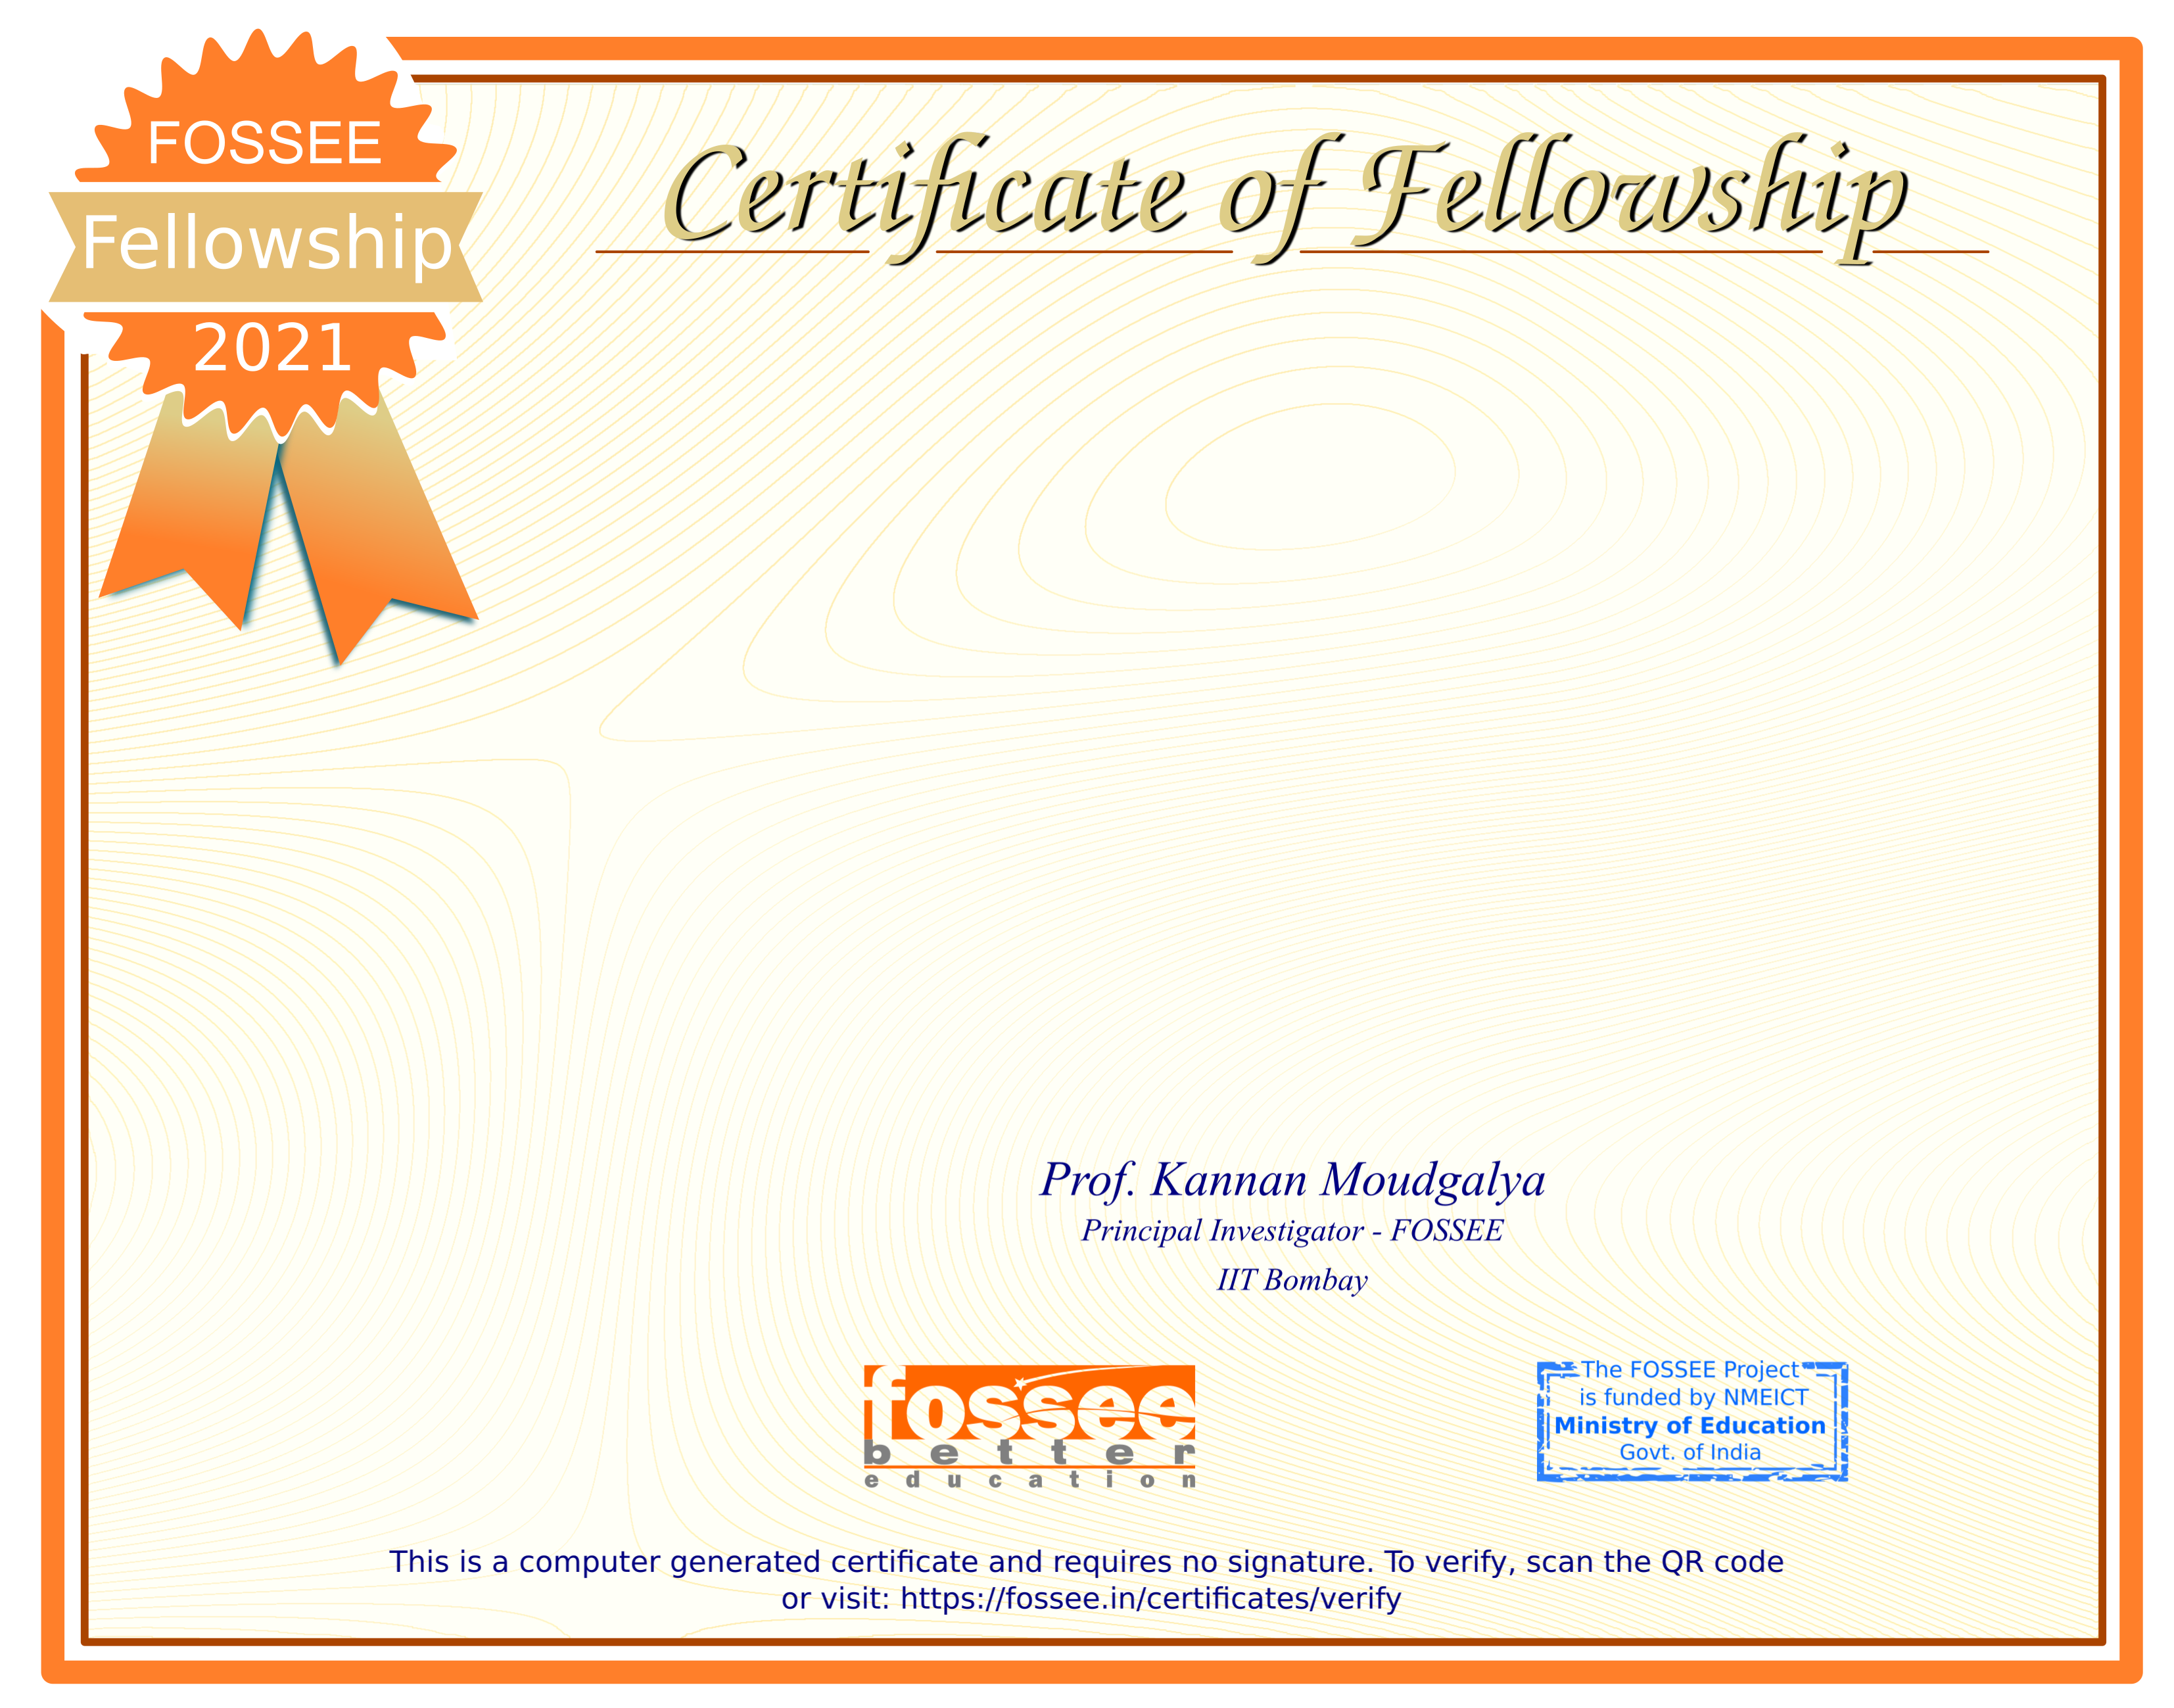 FOSSEE
Fellowship
2021
Certificate of Fellowship
Prof. Kannan Moudgalya
Principal Investigator - FOSSEE
IIT Bombay
fossee
better
education
The FOSSEE Project
is funded by NMEICT
Ministry of Education
Govt. of India
This is a computer generated certificate and requires no signature. To verify, scan the QR code
or visit: https://fossee.in/certificates/verify